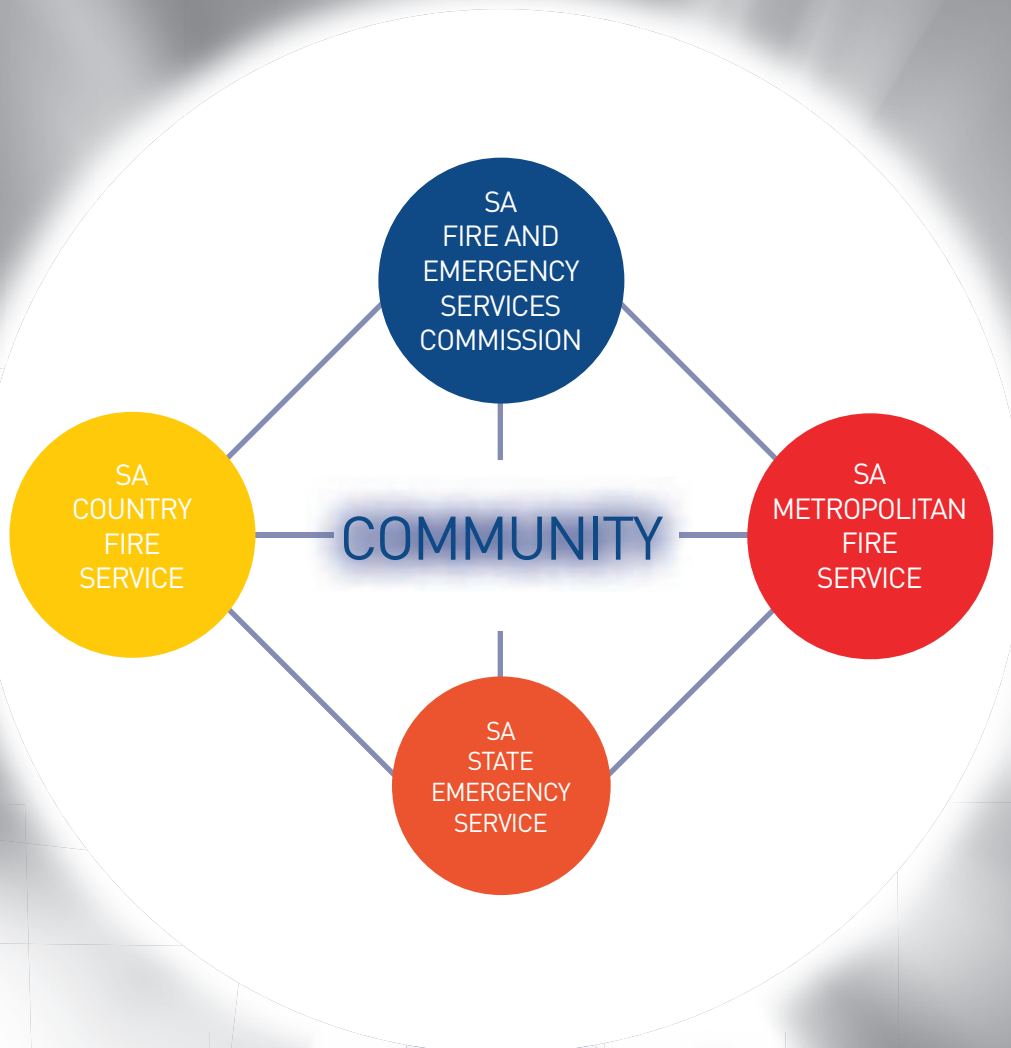 SA
FIRE AND
EMERGENCY
SERVICES
COMMISSION
SA
COUNTRY
FIRE
SERVICE
COMMUNITY
SA
METROPOLITAN
FIRE
SERVICE
SA
STATE
EMERGENCY
SERVICE